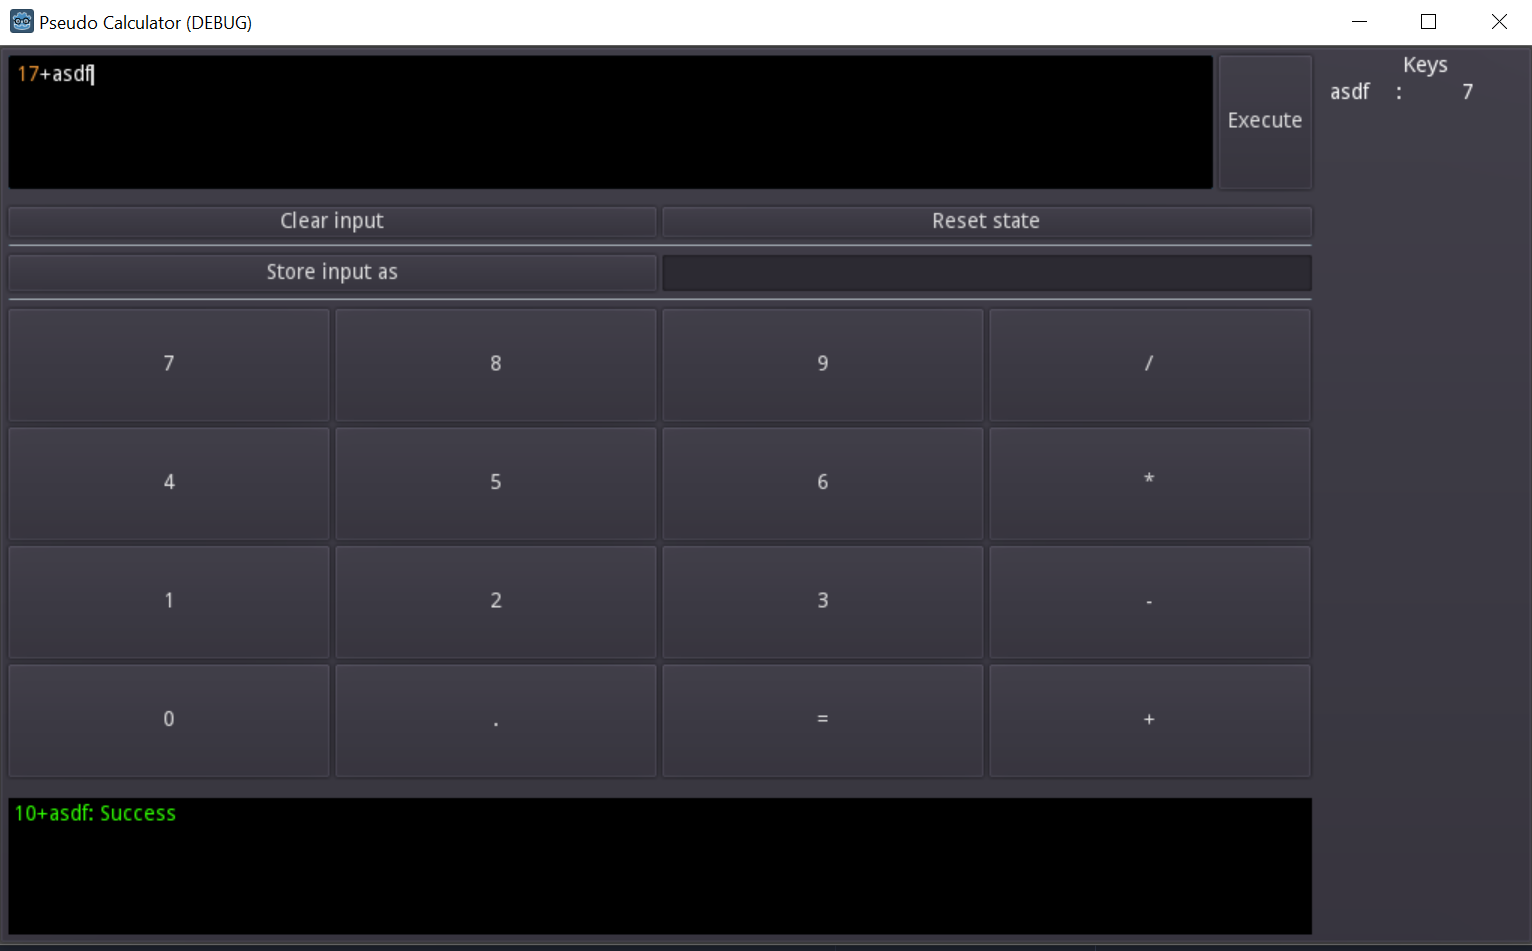 Pseudo Calculator (DEBUG)
17+asdf
Execute
Keys
asdf : 7
Clear input
Reset state
Store input as
7 8 9 /
4 5 6 *
1 2 3 -
0 . = +
10+asdf: Success